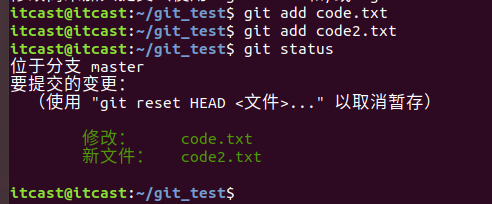 itcast@itcast:~/git_test$ git add code.txt
itcast@itcast:~/git_test$ git add code2.txt
itcast@itcast:~/git_test$ git status
位于分支 master
要提交的变更：
（使用 "git reset HEAD <文件>..." 以取消暂存）
修改： code.txt
新文件： code2.txt
itcast@itcast:~/git_test$